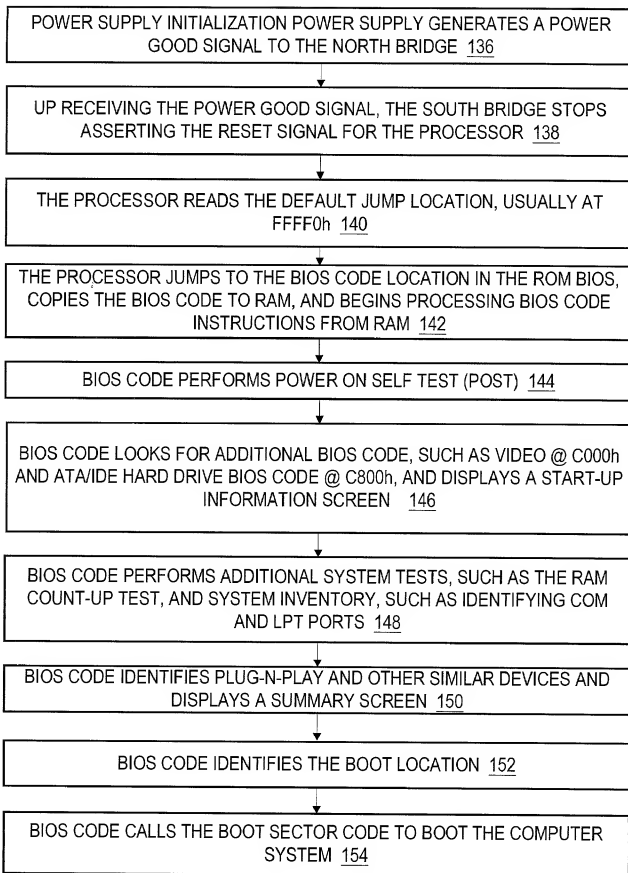 POWER SUPPLY INITIALIZATION POWER SUPPLY GENERATES A POWER
GOOD SIGNAL TO THE NORTH BRIDGE 136
UP RECEIVING THE POWER GOOD SIGNAL, THE SOUTH BRIDGE STOPS
ASSERTING THE RESET SIGNAL FOR THE PROCESSOR 138
THE PROCESSOR READS THE DEFAULT JUMP LOCATION, USUALLY AT
FFFF0h 140
THE PROCESSOR JUMPS TO THE BIOS CODE LOCATION IN THE ROM BIOS,
COPIES THE BIOS CODE TO RAM, AND BEGINS PROCESSING BIOS CODE
INSTRUCTIONS FROM RAM 142
BIOS CODE PERFORMS POWER ON SELF TEST (POST) 144
BIOS CODE LOOKS FOR ADDITIONAL BIOS CODE, SUCH AS VIDEO @ C000h
AND ATA/IDE HARD DRIVE BIOS CODE @ C800h, AND DISPLAYS A START-UP
INFORMATION SCREEN 146
BIOS CODE PERFORMS ADDITIONAL SYSTEM TESTS, SUCH AS THE RAM
COUNT-UP TEST, AND SYSTEM INVENTORY, SUCH AS IDENTIFYING COM
AND LPT PORTS 148
BIOS CODE IDENTIFIES PLUG-N-PLAY AND OTHER SIMILAR DEVICES AND
DISPLAYS A SUMMARY SCREEN 150
BIOS CODE IDENTIFIES THE BOOT LOCATION 152
BIOS CODE CALLS THE BOOT SECTOR CODE TO BOOT THE COMPUTER
SYSTEM 154